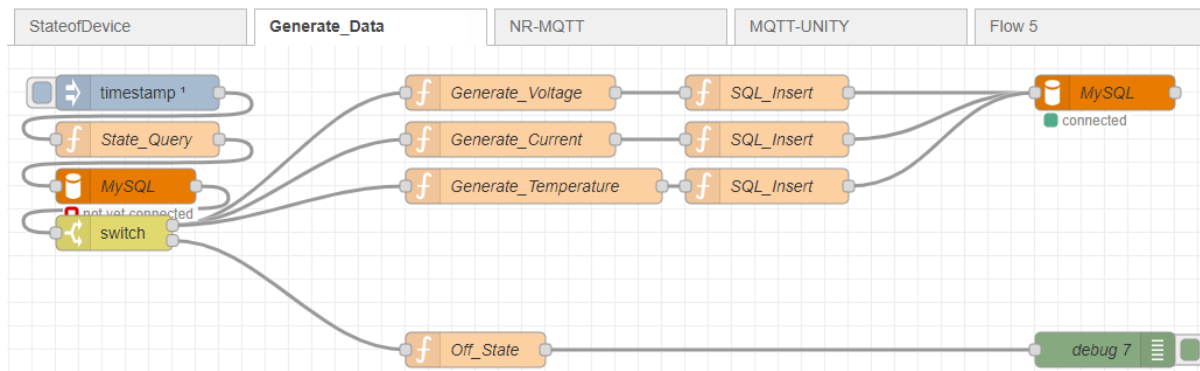 StateofDevice Generate_Data NR-MQTT MQTT-UNITY Flow 5
timestamp ¹ Generate_Voltage SQL_Insert MySQL
connected
State_Query Generate_Current SQL_Insert
MySQL Generate_Temperature SQL_Insert
not yet connected
switch
Off_State debug 7